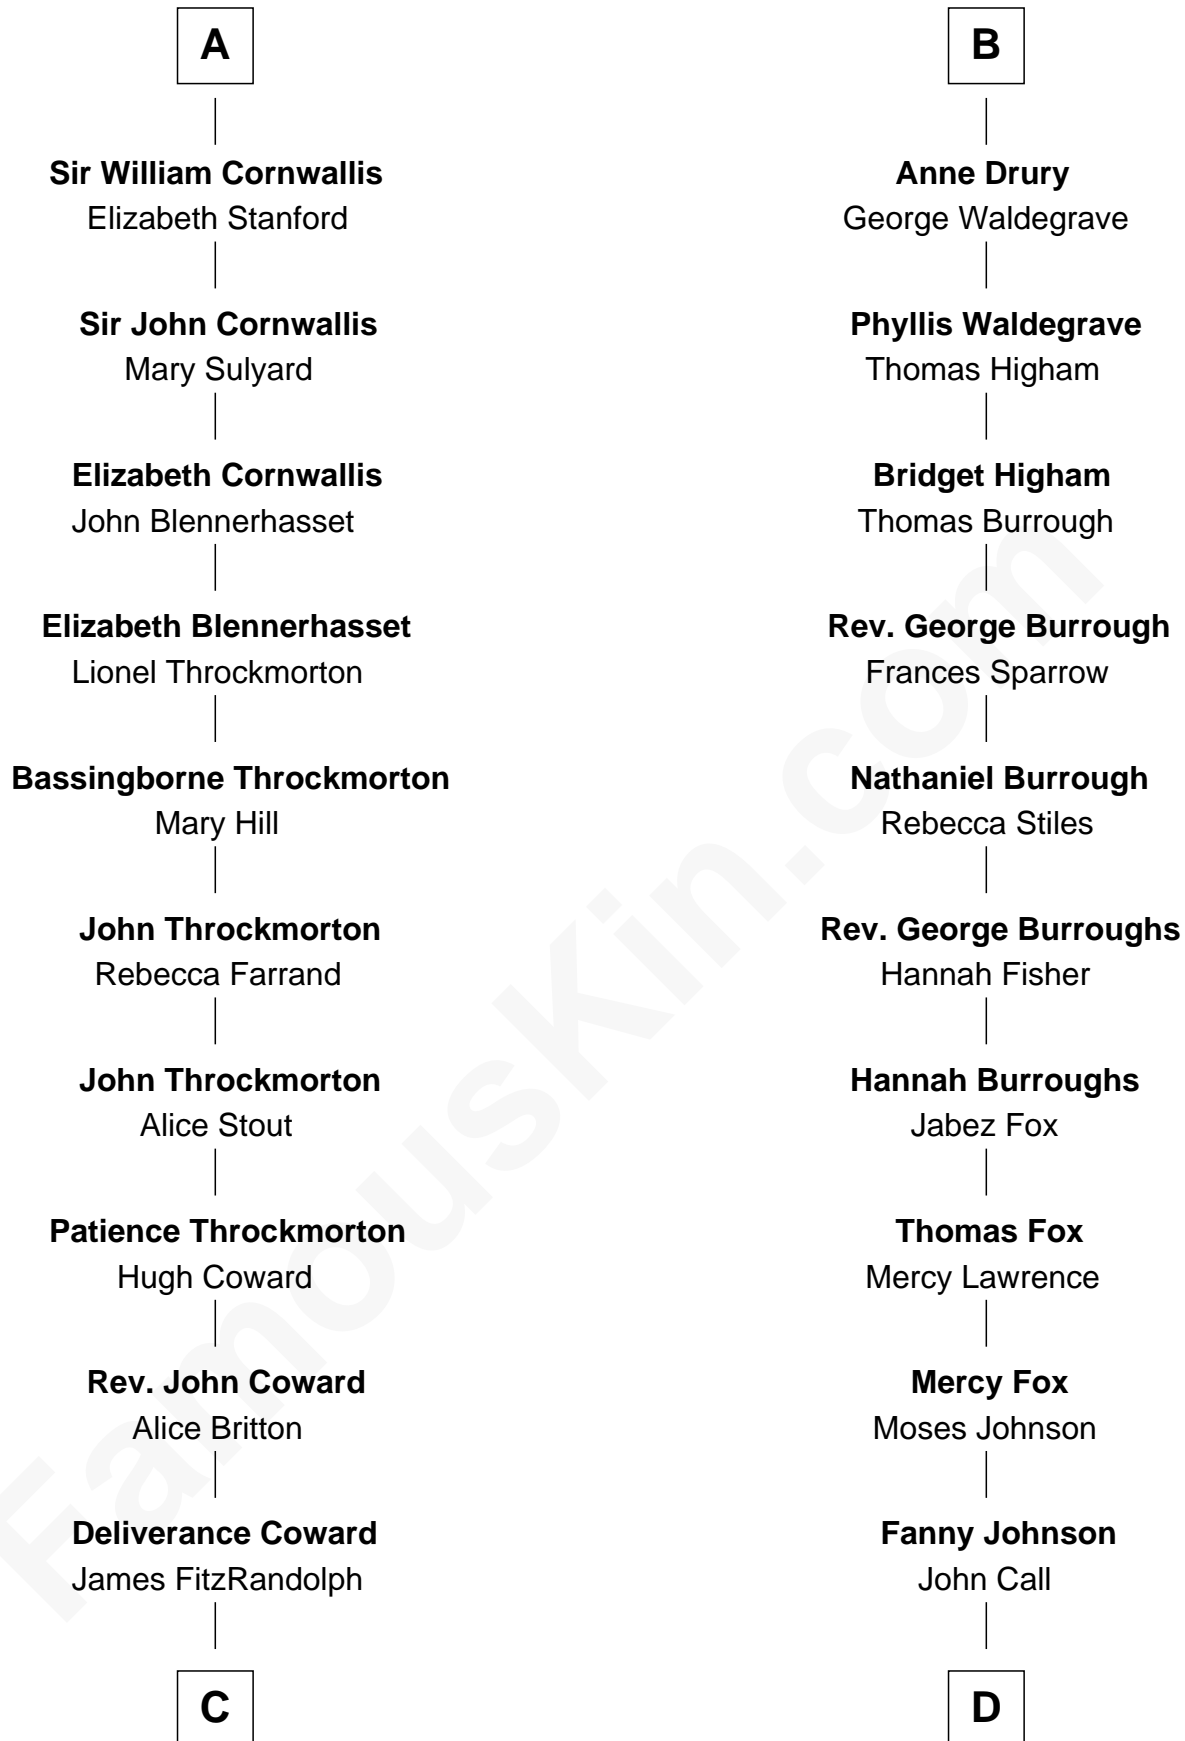 A
Sir William Cornwallis
Elizabeth Stanford
Sir John Cornwallis
Mary Sulyard
Elizabeth Cornwallis
John Blennerhasset
Elizabeth Blennerhasset
Lionel Throckmorton
Bassingborne Throckmorton
Mary Hill
John Throckmorton
Rebecca Farrand
John Throckmorton
Alice Stout
Patience Throckmorton
Hugh Coward
Rev. John Coward
Alice Britton
Deliverance Coward
James FitzRandolph
C
B
Anne Drury
George Waldegrave
Phyllis Waldegrave
Thomas Higham
Bridget Higham
Thomas Burrough
Rev. George Burrough
Frances Sparrow
Nathaniel Burrough
Rebecca Stiles
Rev. George Burroughs
Hannah Fisher
Hannah Burroughs
Jabez Fox
Thomas Fox
Mercy Lawrence
Mercy Fox
Moses Johnson
Fanny Johnson
John Call
D
FamousKin.com